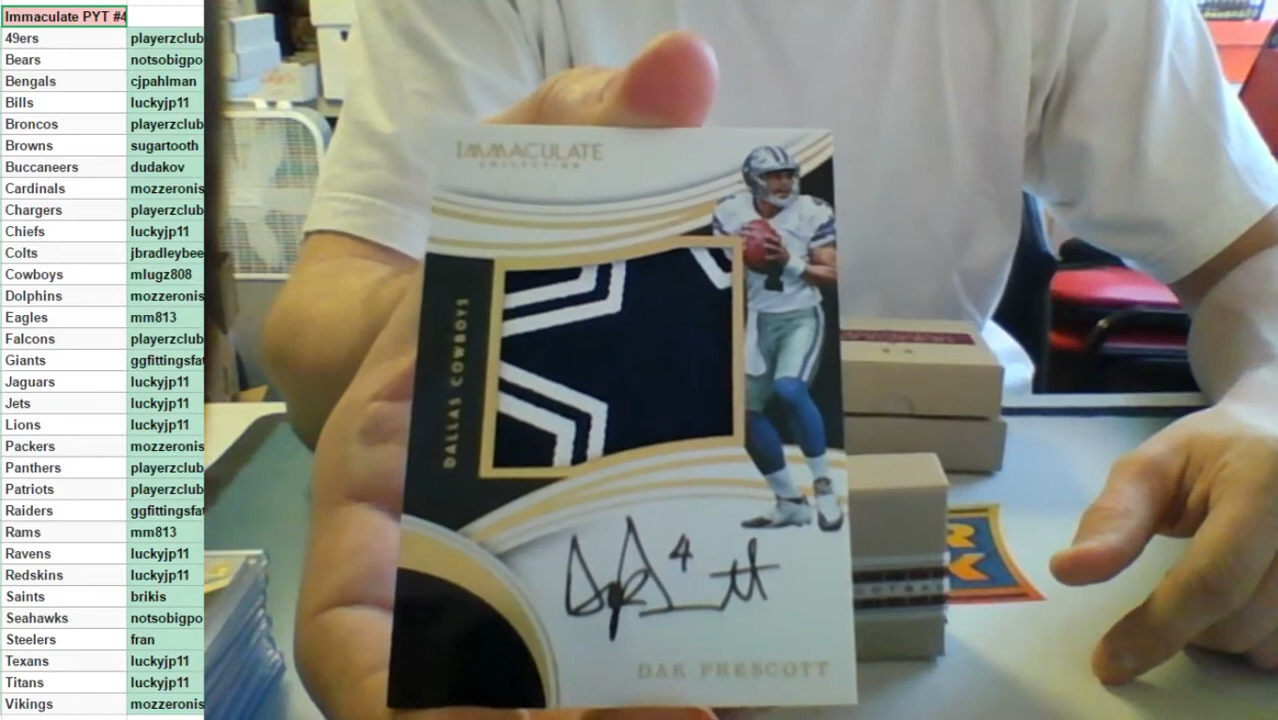 Immaculate PYT #4
49ers playerzclub
Bears notsobigpo
Bengals cjpahlman
Bills luckyjp11
Broncos playerzclub
Browns sugartooth
Buccaneers dudakov
Cardinals mozzeronis
Chargers playerzclub
Chiefs luckyjp11
Colts jbradleybee
Cowboys mlugz808
Dolphins mozzeronis
Eagles mm813
Falcons playerzclub
Giants ggfittingsfat
Jaguars luckyjp11
Jets luckyjp11
Lions luckyjp11
Packers mozzeronis
Panthers playerzclub
Patriots playerzclub
Raiders ggfittingsfat
Rams mm813
Ravens luckyjp11
Redskins luckyjp11
Saints brikis
Seahawks notsobigpo
Steelers fran
Texans luckyjp11
Titans luckyjp11
Vikings mozzeronis
IMMACULATE
COLLECTION
DALLAS COWBOYS
4
DAK PRESCOTT